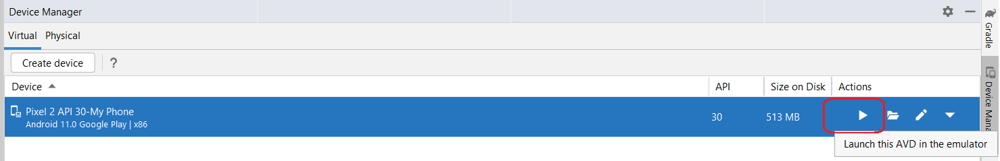 Device Manager
Virtual Physical
Create device ?
Device API Size on Disk Actions
Pixel 2 API 30-My Phone
Android 11.0 Google Play | x86
30 513 MB
Launch this AVD in the emulator
Gradle
Device Mana